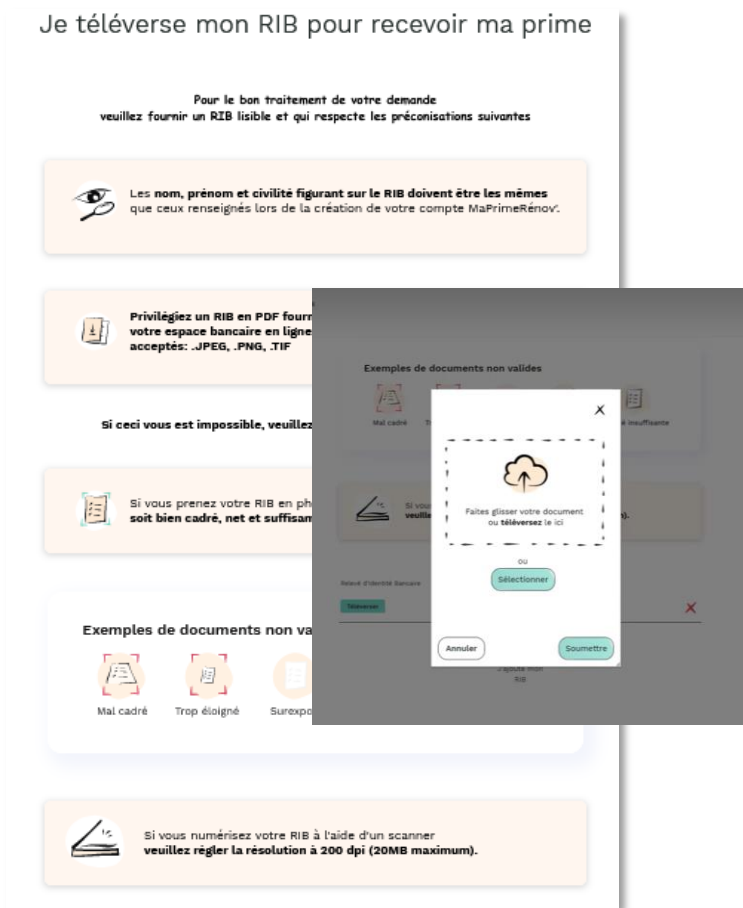 Je téléverse mon RIB pour recevoir ma prime
Pour le bon traitement de votre demande
veuillez fournir un RIB lisible et qui respecte les préconisations suivantes
Les nom, prénom et civilité figurant sur le RIB doivent être les mêmes
que ceux renseignés lors de la création de votre compte MaPrimeRénov'.
Privilégiez un RIB en PDF fourn
votre espace bancaire en ligne
acceptés: .JPEG, .PNG, .TIF
Si ceci vous est impossible, veuillez
Si vous prenez votre RIB en ph
soit bien cadré, net et suffisan
Exemples de documents non va
Mal cadré
Trop éloigné
Surexpo
Si vous numérisez votre RIB à l'aide d'un scanner
veuillez régler la résolution à 200 dpi (20MB maximum).
Exemples de documents non valides
Mal cadré
insuffisante
X
Faites glisser votre document
ou téléversez le ici
ou
Sélectionner
Si vous
veuille
Relevé d'Identité Bancaire
Téléverser
X
Annuler
Soumettre
J'ajoute mon
RIB